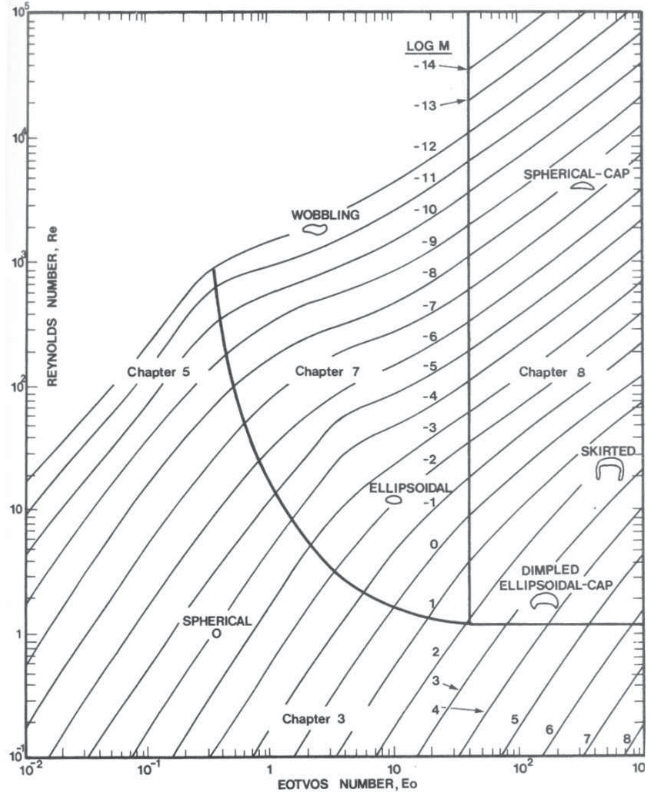 10^5
LOG M
-14
-13
10^4
-12
-11
SPHERICAL-CAP
-10
WOBBLING
-9
10^3
-8
-7
-6
Chapter 5
Chapter 7
-5
Chapter 8
10^2
-4
-3
SKIRTED
-2
ELLIPSOIDAL
-1
10
0
DIMPLED
ELLIPSOIDAL-CAP
1
SPHERICAL
1
2
3
4
Chapter 3
5
6
7
8
10^-1
10^-2
10^-1
1
10
10^2
10
EOTVOS NUMBER, Eo
REYNOLDS NUMBER, Re